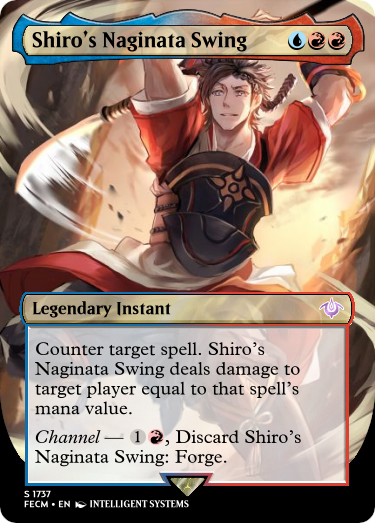 Shiro's Naginata Swing
Legendary Instant
Counter target spell. Shiro's
Naginata Swing deals damage to
target player equal to that spell's
mana value.
Channel — 1, Discard Shiro's
Naginata Swing: Forge.
S 1737
FECM • EN INTELLIGENT SYSTEMS